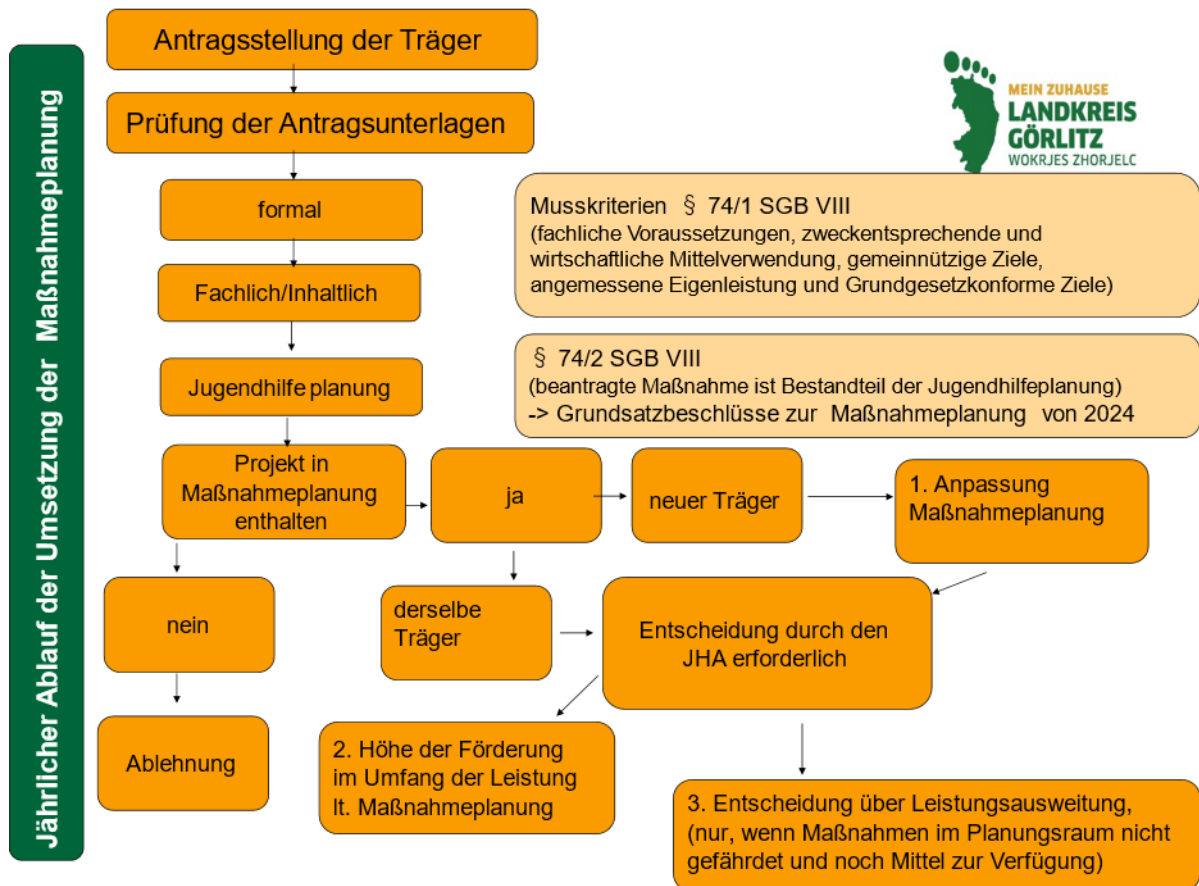 Jährlicher Ablauf der Umsetzung der Maßnahmeplanung
Antragsstellung der Träger
Prüfung der Antragsunterlagen
MEIN ZUHAUSE
LANDKREIS
GÖRLITZ
WOKRJES ZHORJELC
formal
Fachlich/Inhaltlich
Jugendhilfeplanung
Musskriterien § 74/1 SGB VIII
(fachliche Voraussetzungen, zweckentsprechende und
wirtschaftliche Mittelverwendung, gemeinnützige Ziele,
angemessene Eigenleistung und Grundgesetzkonforme Ziele)
§ 74/2 SGB VIII
(beantragte Maßnahme ist Bestandteil der Jugendhilfeplanung)
-> Grundsatzbeschlüsse zur Maßnahmeplanung von 2024
Projekt in
Maßnahmeplanung
enthalten
ja
neuer Träger
1. Anpassung
Maßnahmeplanung
nein
derselbe
Träger
Entscheidung durch den
JHA erforderlich
Ablehnung
2. Höhe der Förderung
im Umfang der Leistung
lt. Maßnahmeplanung
3. Entscheidung über Leistungsausweitung,
(nur, wenn Maßnahmen im Planungsraum nicht
gefährdet und noch Mittel zur Verfügung)